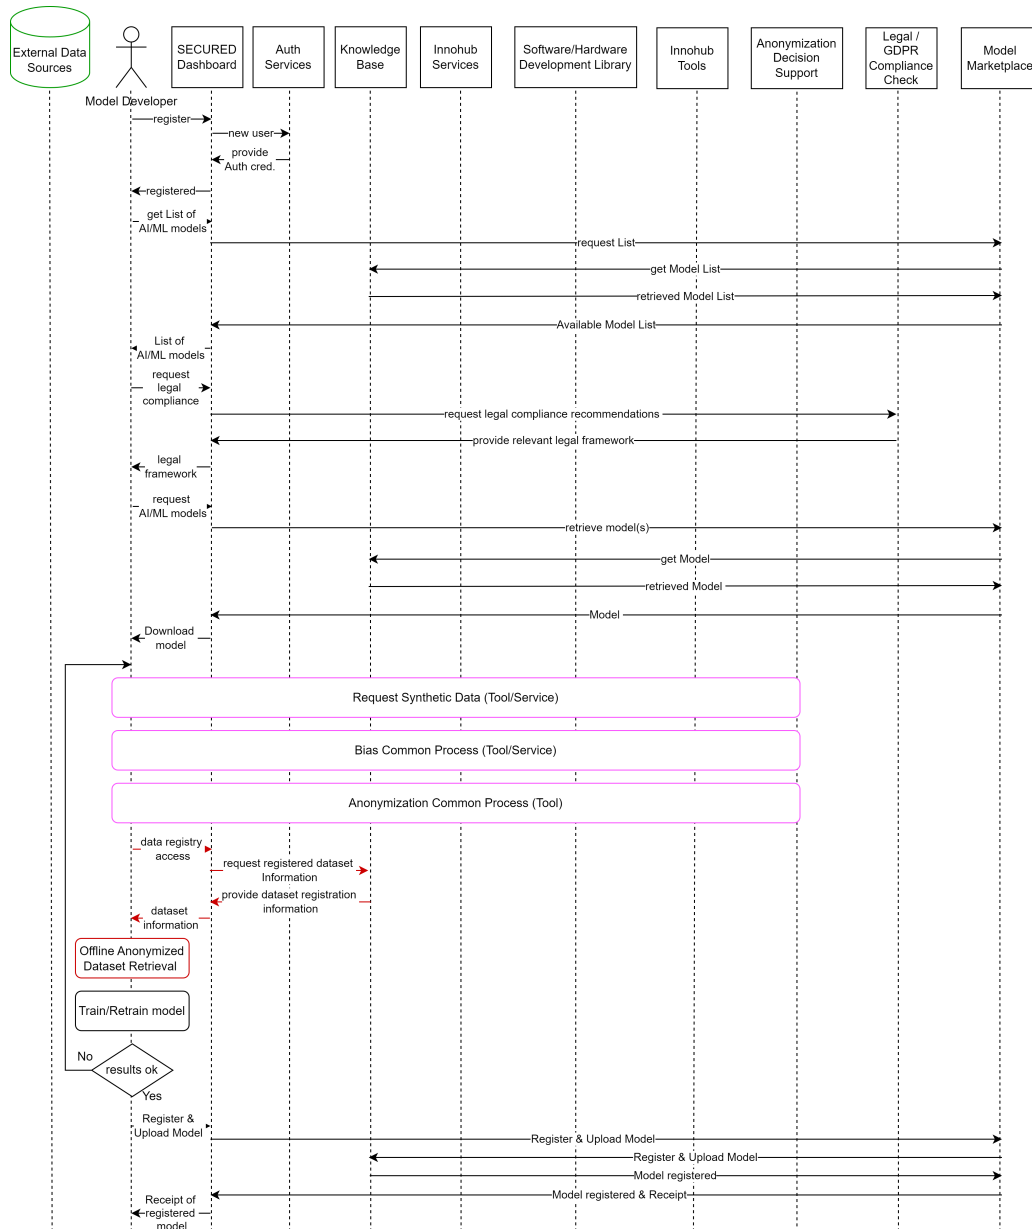 External Data
Sources
Model Developer
SECURED
Dashboard
Auth
Services
Knowledge
Base
Innohub
Services
Software/Hardware
Development Library
Innohub
Tools
Anonymization
Decision
Support
Legal /
GDPR
Compliance
Check
Model
Marketplace
register
new user
provide
Auth cred.
registered
get List of
AI/ML models
request List
get Model List
retrieved Model List
Available Model List
List of
AI/ML models
request
legal
compliance
request legal compliance recommendations
provide relevant legal framework
legal
framework
request
AI/ML models
retrieve model(s)
get Model
retrieved Model
Model
Download
model
Request Synthetic Data (Tool/Service)
Bias Common Process (Tool/Service)
Anonymization Common Process (Tool)
data registry
access
request registered dataset
Information
provide dataset registration
information
dataset
information
Offline Anonymized
Dataset Retrieval
Train/Retrain model
No
results ok
Yes
Register &
Upload Model
Register & Upload Model
Register & Upload Model
Model registered
Model registered & Receipt
Receipt of
registered
model